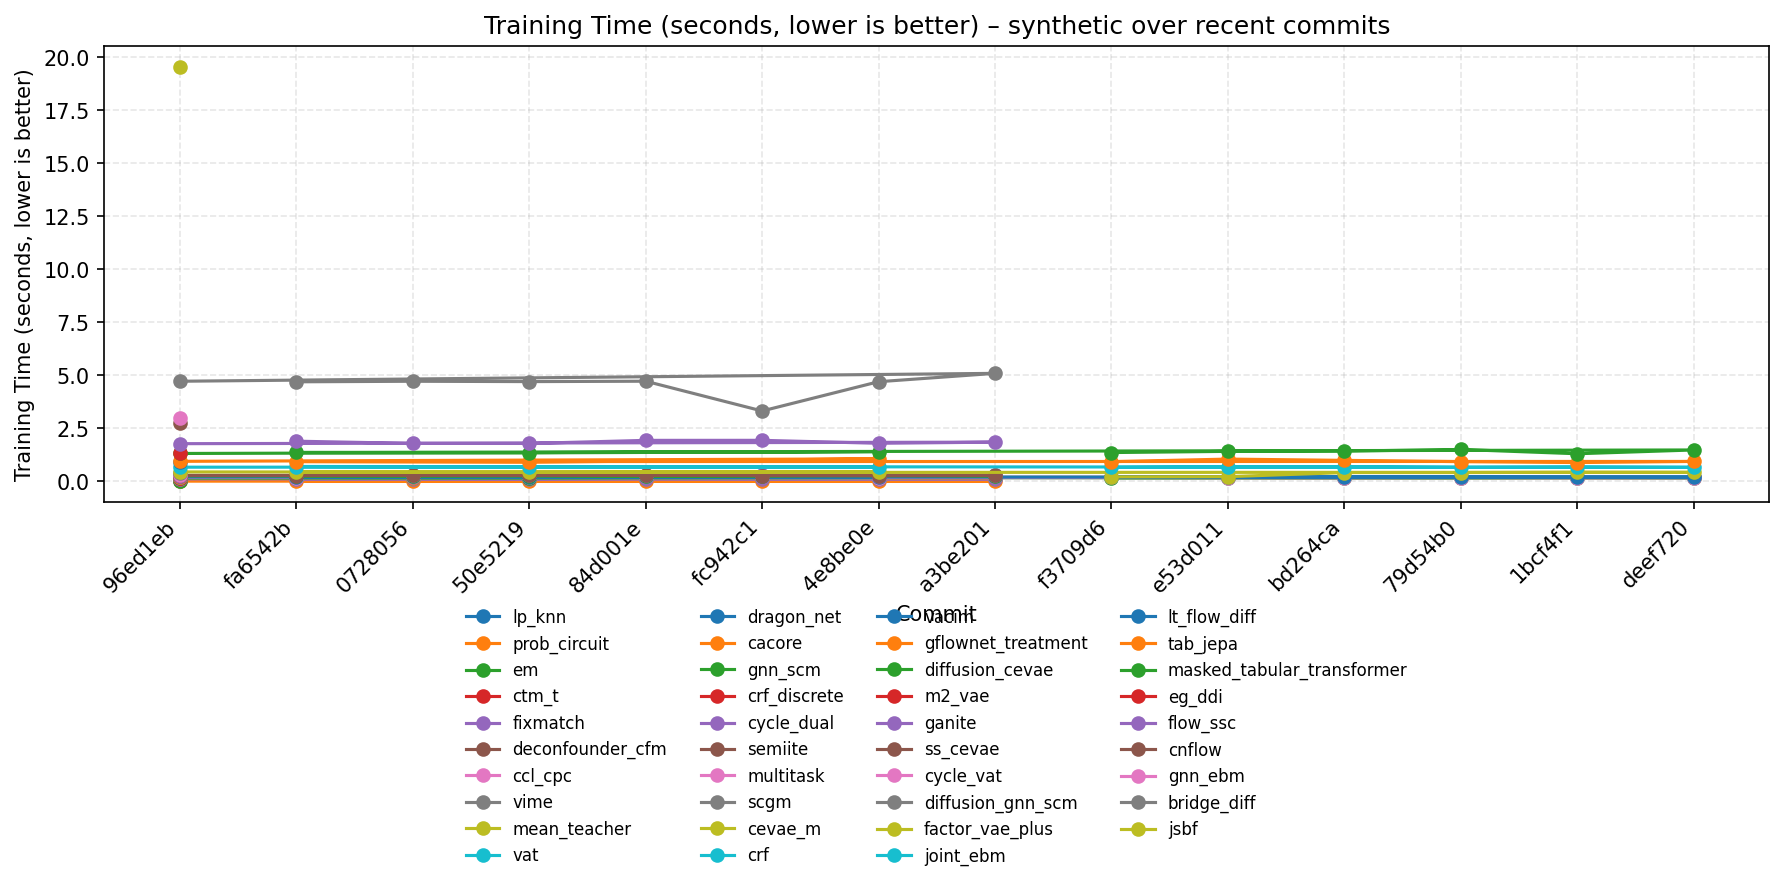 Training Time (seconds, lower is better) – synthetic over recent commits
Training Time (seconds, lower is better)
20.0
17.5
15.0
12.5
10.0
7.5
5.0
2.5
0.0
96ed1eb
fa6542b
0728056
50e5219
84d001e
fc942c1
4e8be0e
a3be201
f3709d6
e53d011
bd264ca
79d54b0
1bcf4f1
deef720
Commit
lp_knn
prob_circuit
em
ctm_t
fixmatch
deconfounder_cfm
ccl_cpc
vime
mean_teacher
vat
dragon_net
cacore
gnn_scm
crf_discrete
cycle_dual
semiite
multitask
scgm
cevae_m
crf
gflownet_treatment
diffusion_cevae
m2_vae
ganite
ss_cevae
cycle_vat
diffusion_gnn_scm
factor_vae_plus
joint_ebm
lt_flow_diff
tab_jepa
masked_tabular_transformer
eg_ddi
flow_ssc
cnflow
gnn_ebm
bridge_diff
jsbf